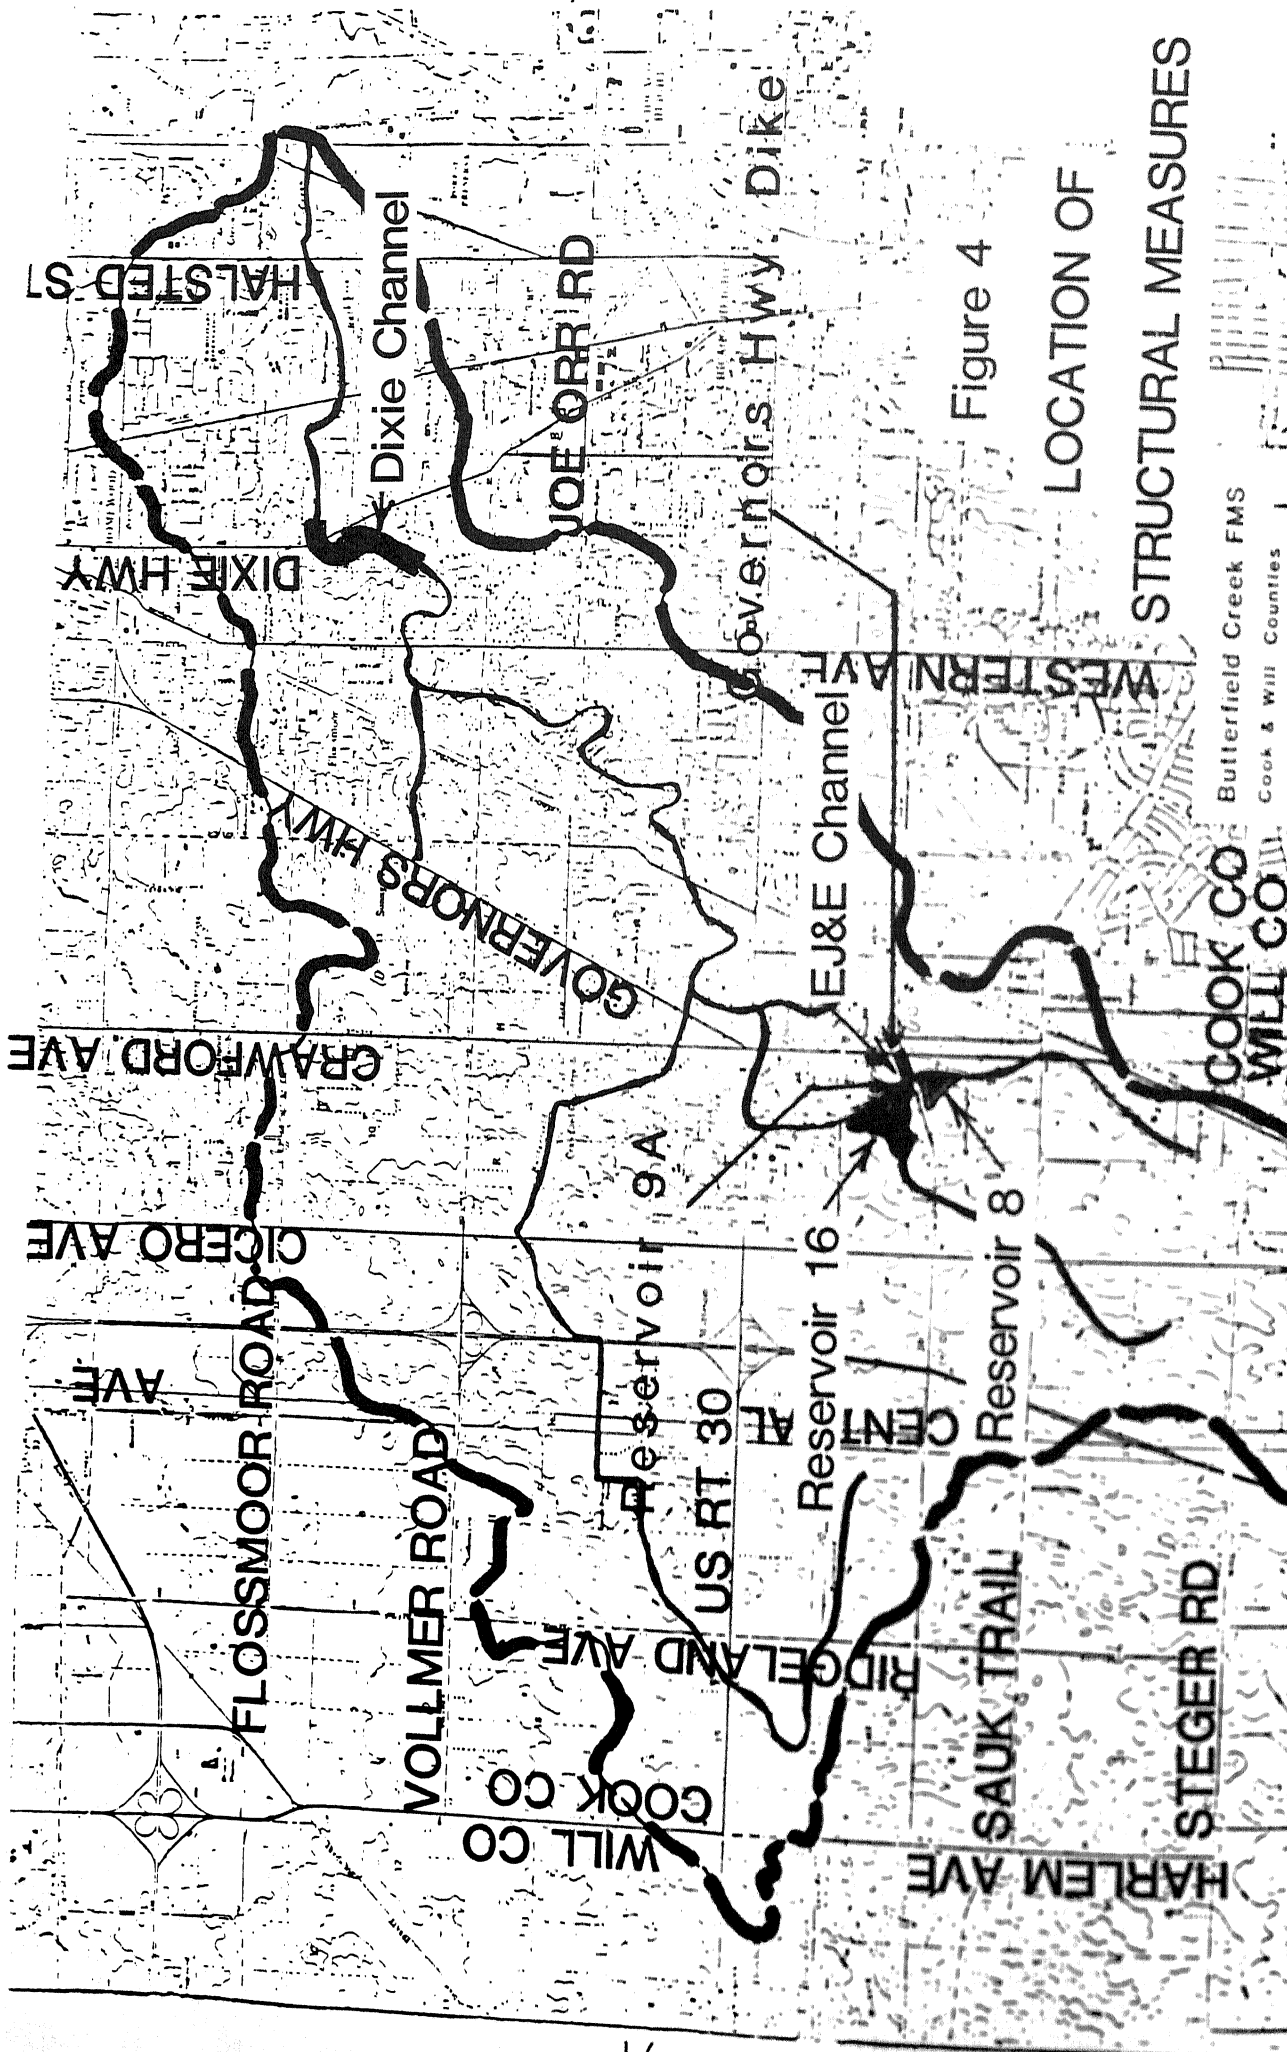 HALSTED ST
DIXIE HWY
CRAWFORD AVE
CICERO AVE
AVE
FLOSSMOOR ROAD
VOLLMER ROAD
GOVERNORS HWY
Dixie Channel
JOE ORR RD
Governors Hwy. Dike
WESTERN AVE
EJ&E Channel
Reservoir 9A
Reservoir 16
Reservoir 8
US RT 30
CENTRAL
RIDGELAND AVE
COOK CO
WILL CO
SAUK TRAIL
STEGER RD
HARLEM AVE
COOK CO
WILL CO
Figure 4
LOCATION OF
STRUCTURAL MEASURES
Butterfield Creek FMS
Cook & Will Counties